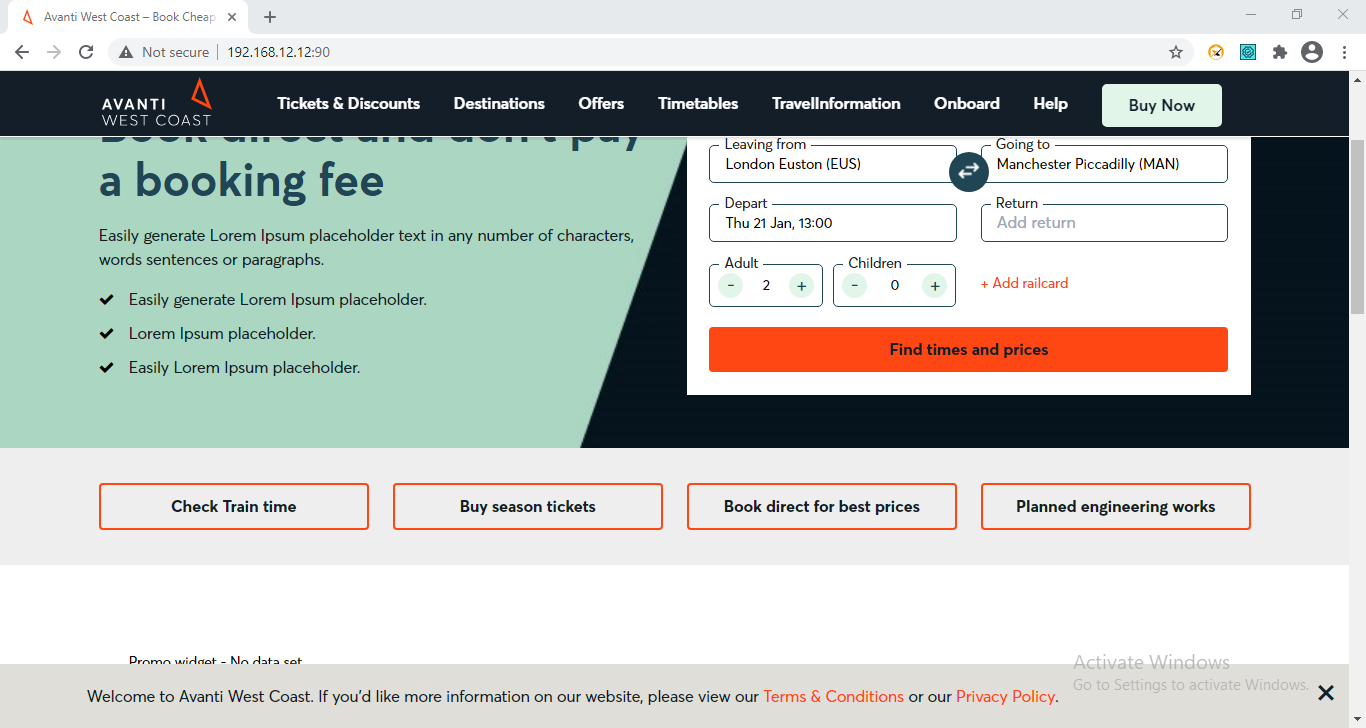 Avanti West Coast – Book Cheap
Not secure
192.168.12.12:90
AVANTI
WEST COAST
Tickets & Discounts
Destinations
Offers
Timetables
TravelInformation
Onboard
Help
Buy Now
Book direct and don't pay
a booking fee
Easily generate Lorem Ipsum placeholder text in any number of characters,
words sentences or paragraphs.
Easily generate Lorem Ipsum placeholder.
Lorem Ipsum placeholder.
Easily Lorem Ipsum placeholder.
Leaving from
London Euston (EUS)
Going to
Manchester Piccadilly (MAN)
Depart
Thu 21 Jan, 13:00
Return
Add return
Adult
- 2 +
Children
- 0 +
+ Add railcard
Find times and prices
Check Train time
Buy season tickets
Book direct for best prices
Planned engineering works
Promo widget - No data set
Activate Windows
Go to Settings to activate Windows.
Welcome to Avanti West Coast. If you'd like more information on our website, please view our Terms & Conditions or our Privacy Policy.